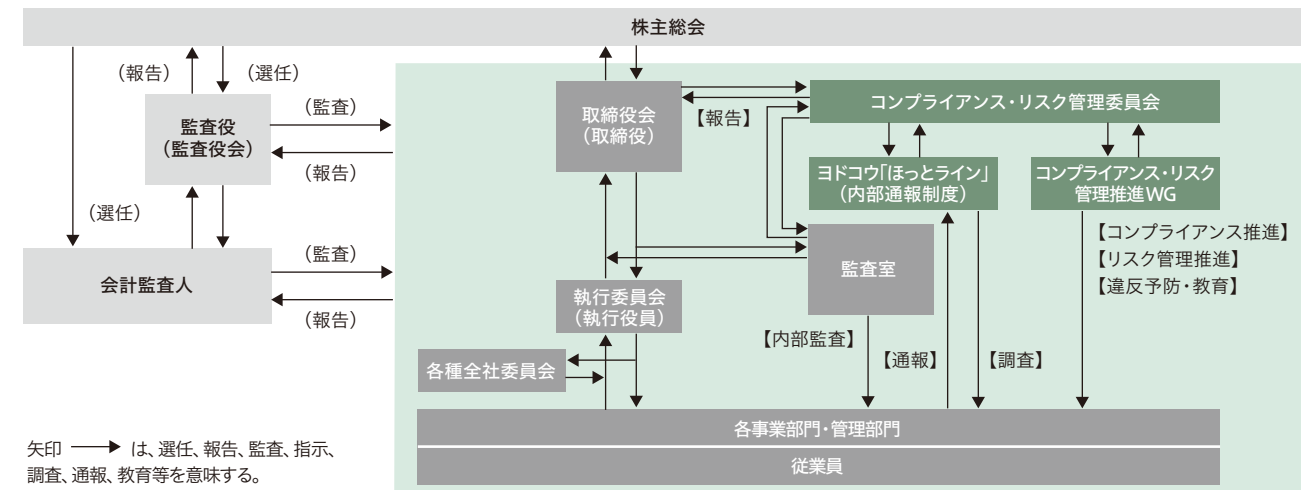 株主総会
（報告）
（選任）
監査役
（監査役会）
（監査）
（報告）
（選任）
会計監査人
（監査）
（報告）
取締役会
（取締役）
【報告】
コンプライアンス・リスク管理委員会
ヨドコウ「ほっとライン」
（内部通報制度）
コンプライアンス・リスク
管理推進WG
【コンプライアンス推進】
【リスク管理推進】
【違反予防・教育】
監査室
執行委員会
（執行役員）
【内部監査】
【通報】
【調査】
各種全社委員会
各事業部門・管理部門
従業員
矢印 → は、選任、報告、監査、指示、
調査、通報、教育等を意味する。